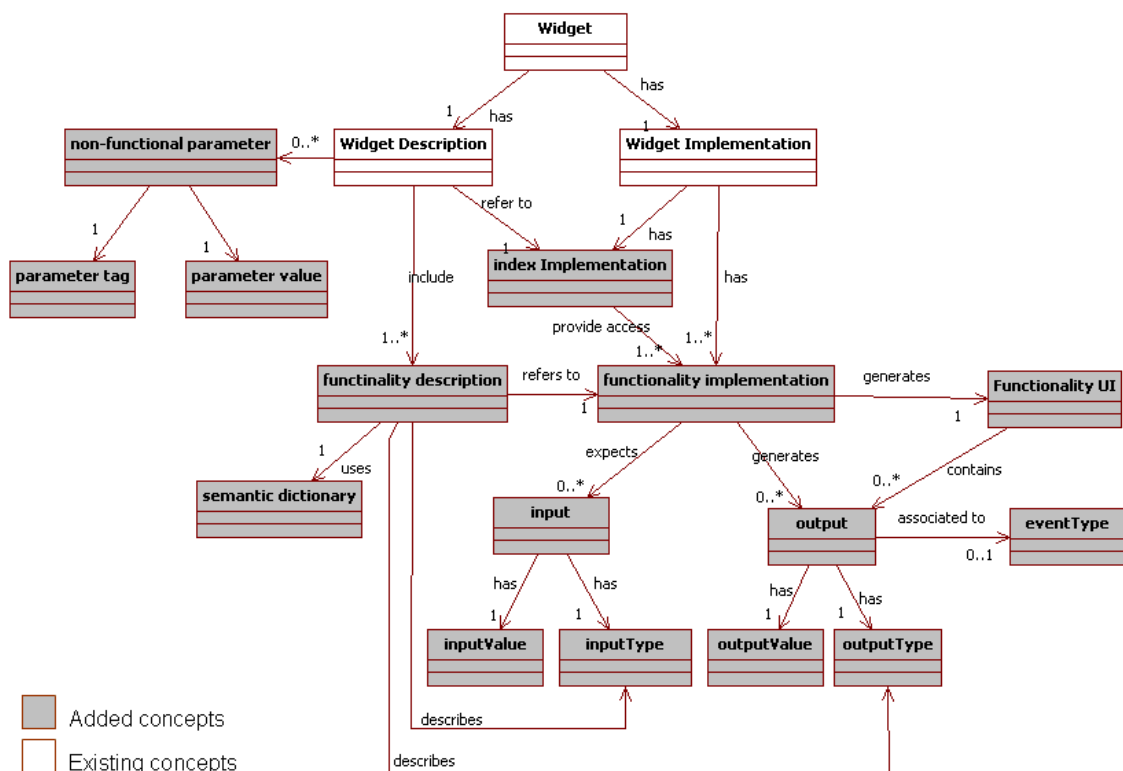 Widget
has
has
1
1
non-functional parameter
0..*
Widget Description
Widget Implementation
refer to
1
1
1
has
1
parameter tag
parameter value
index Implementation
include
has
provide access
1..*
1..*
1..*
functinality description
refers to
functionality implementation
generates
Functionality UI
1
1
expects
generates
contains
1
uses
0..*
0..*
0..*
semantic dictionary
input
output
associated to
eventType
0..1
has
has
has
has
1
1
1
1
inputValue
inputType
outputValue
outputType
Added concepts
describes
Existing concepts
describes